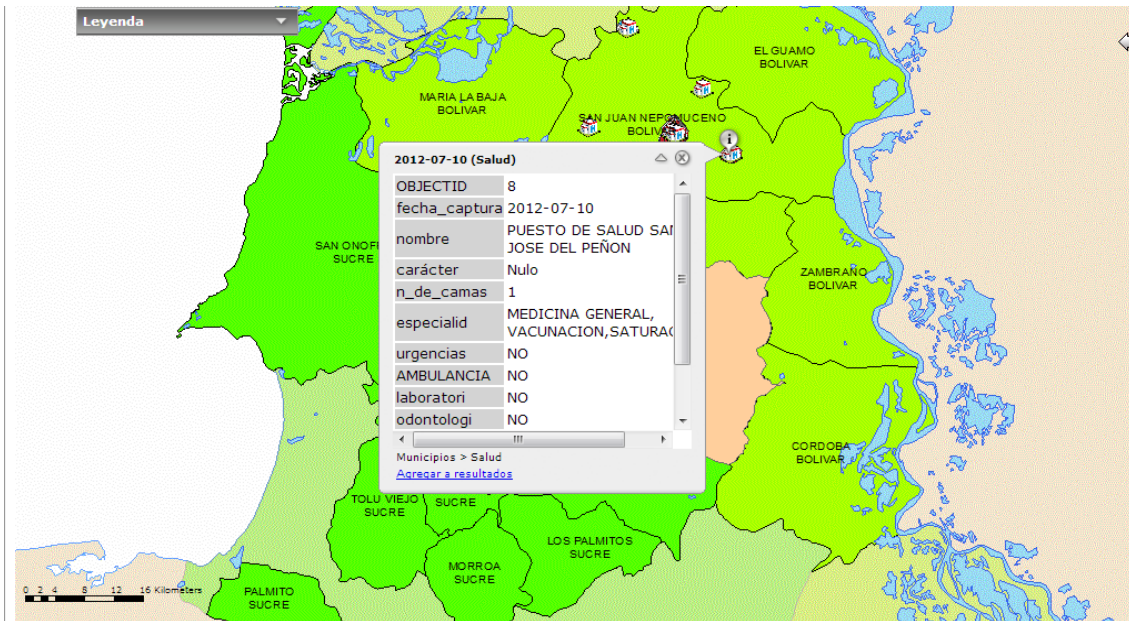 Leyenda
EL GUAMO
BOLIVAR
MARIA LA BAJA
BOLIVAR
SAN JUAN NEPOMUCENO
BOLIVAR
SAN ONOF
SUCRE
ZAMBRANO
BOLIVAR
CORDOBA
BOLIVAR
2012-07-10 (Salud)
OBJECTID 8
fecha_captura 2012-07-10
nombre PUESTO DE SALUD SAN
JOSE DEL PEÑON
carácter Nulo
n_de_camas 1
especialid MEDICINA GENERAL,
VACUNACION,SATURAC
urgencias NO
AMBULANCIA NO
laboratori NO
odontologi NO
Municipios > Salud
Agregar a resultados
TOLU VIEJO
SUCRE
SUCRE
LOS PALMITOS
SUCRE
MORROA
SUCRE
PALMITO
SUCRE
0 2 4 8 12 16 Kilometers